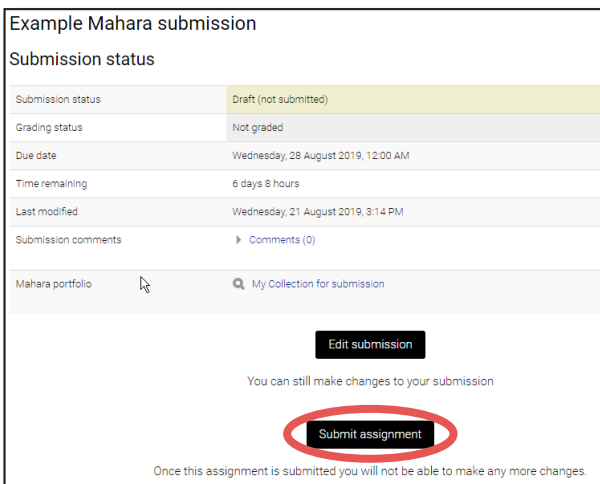 Example Mahara submission
Submission status
Submission status Draft (not submitted)
Grading status Not graded
Due date Wednesday, 28 August 2019, 12:00 AM
Time remaining 6 days 8 hours
Last modified Wednesday, 21 August 2019, 3:14 PM
Submission comments Comments (0)
Mahara portfolio My Collection for submission
Edit submission
You can still make changes to your submission
Submit assignment
Once this assignment is submitted you will not be able to make any more changes.